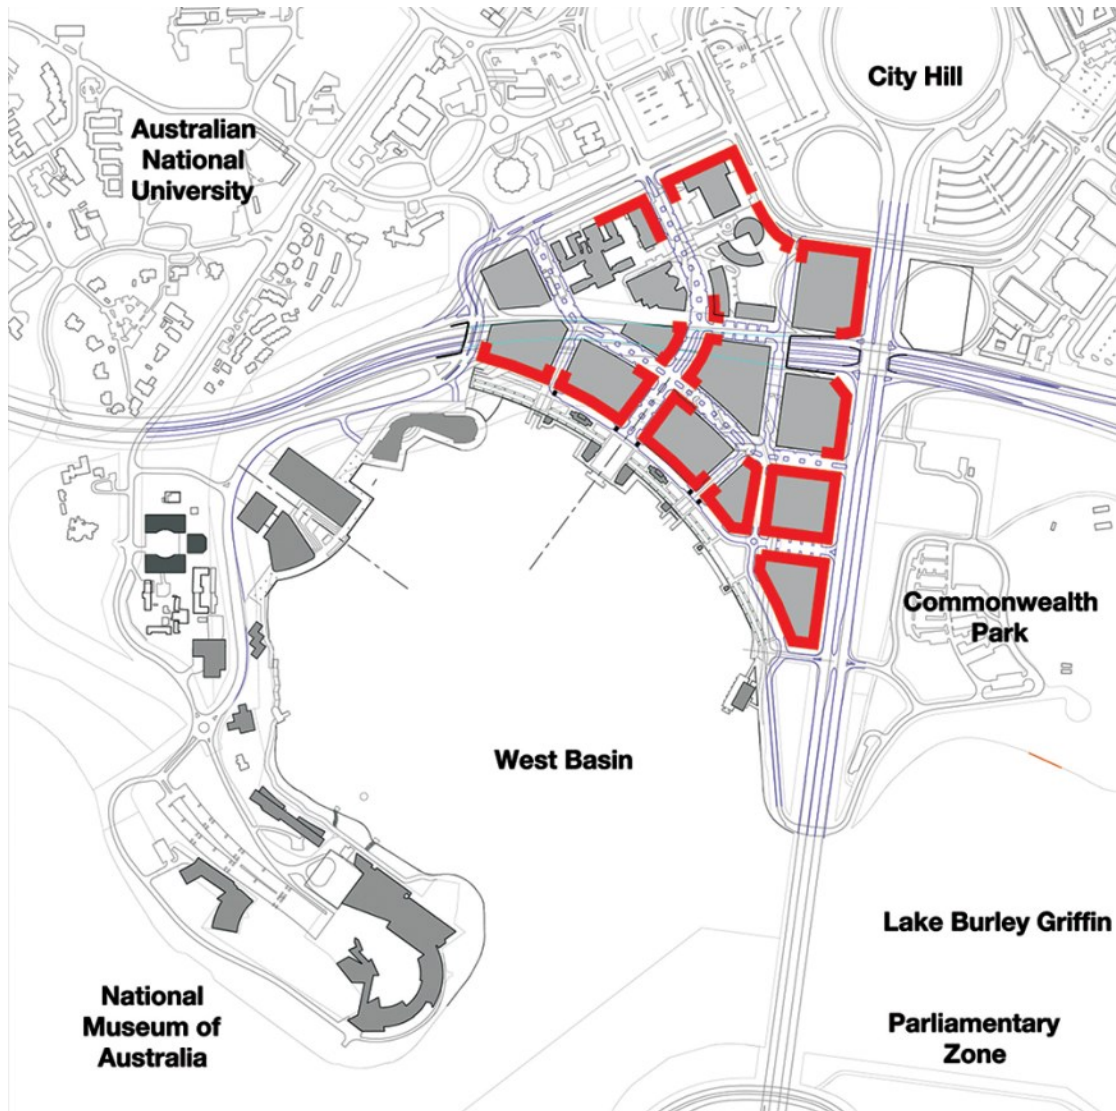 City Hill
Australian
National
University
Commonwealth
Park
West Basin
Lake Burley Griffin
National
Museum of
Australia
Parliamentary
Zone